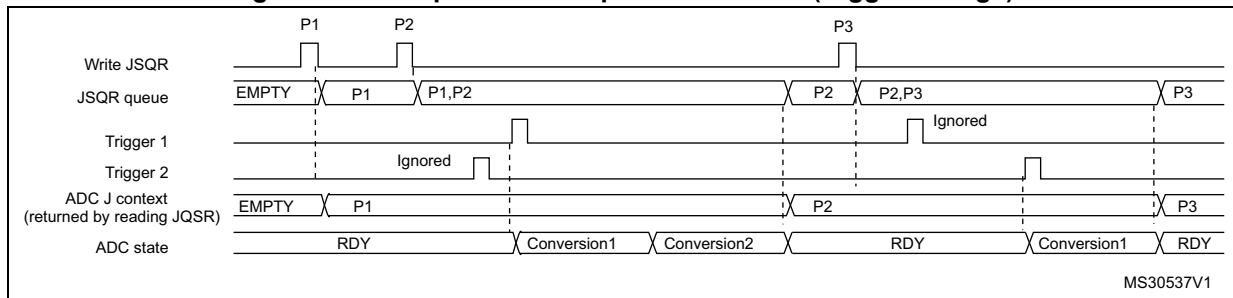 P1 P2 P3
Write JSQR
JSQR queue EMPTY P1 P1,P2 P2 P2,P3 P3
Trigger 1 Ignored
Trigger 2 Ignored
ADC J context
(returned by reading JQSR) EMPTY P1 P2 P3
ADC state RDY Conversion1 Conversion2 RDY Conversion1 RDY
MS30537V1